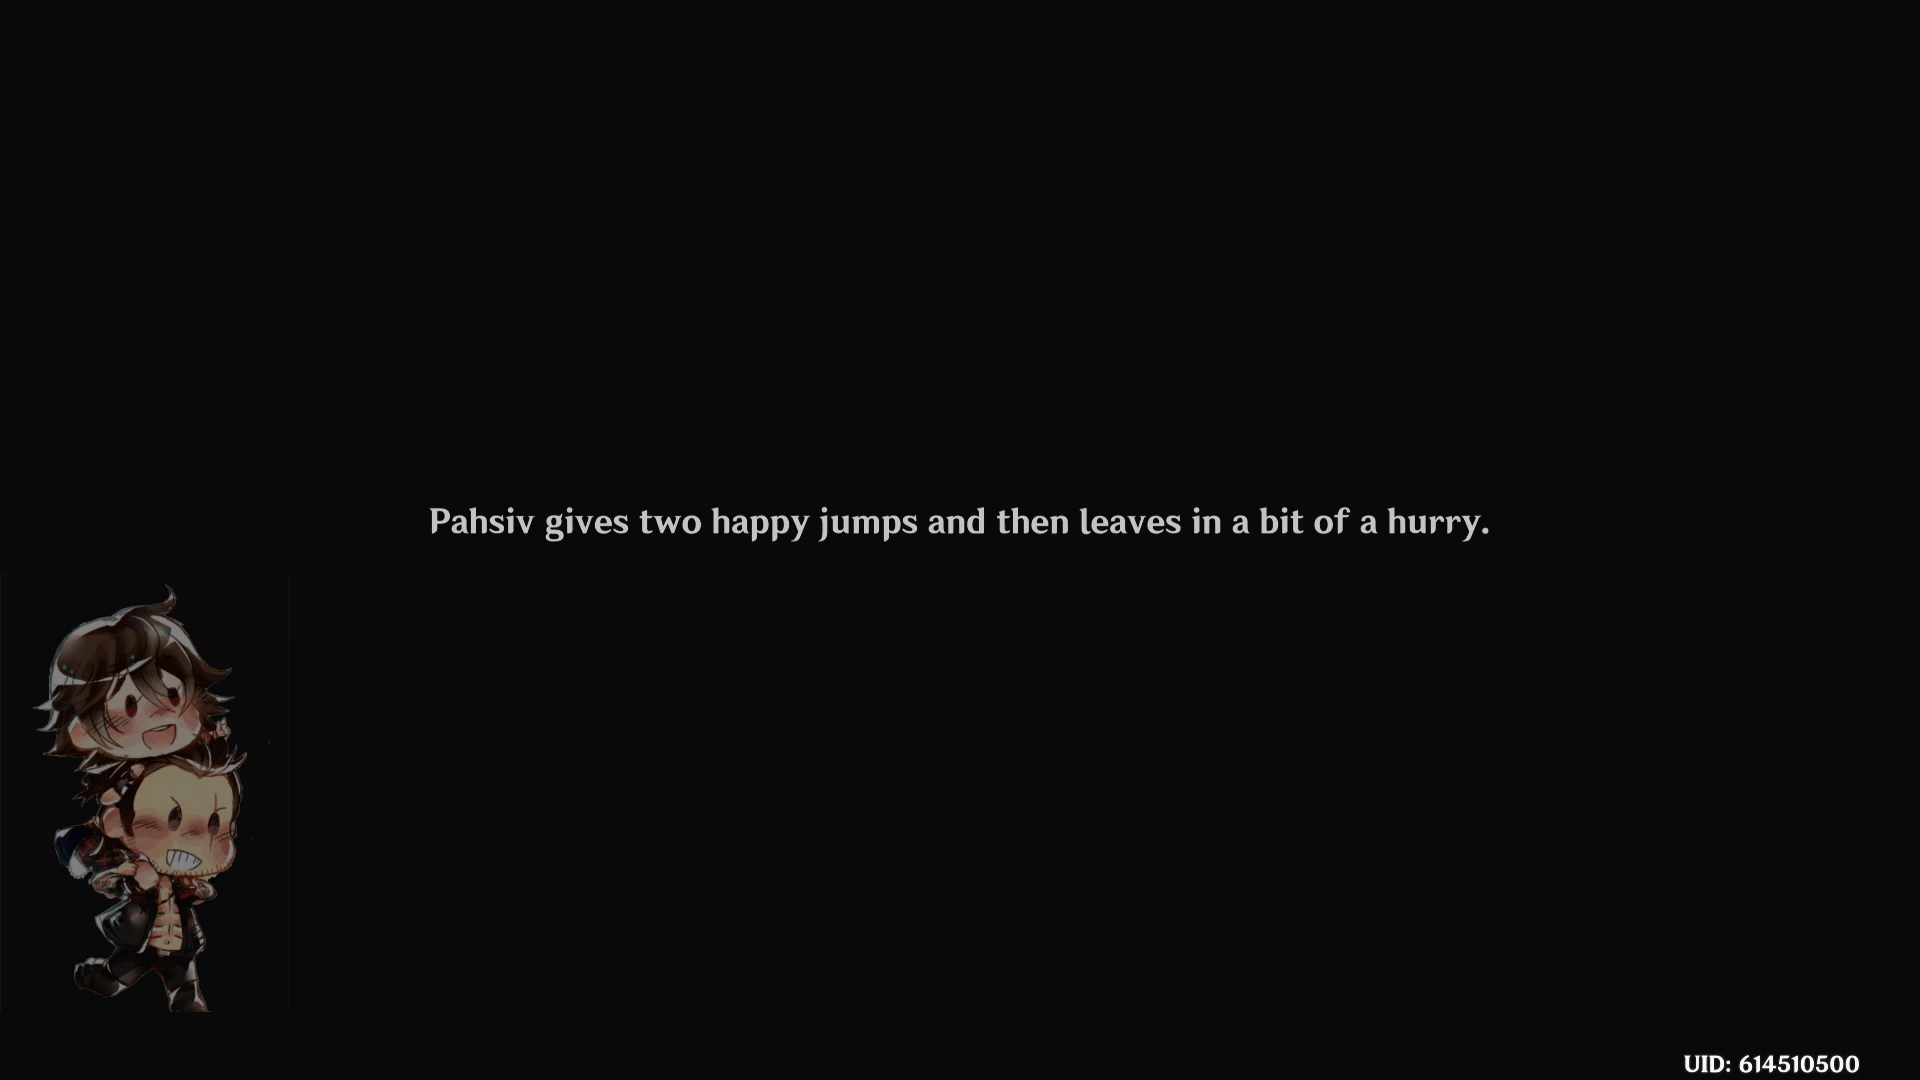 Pahsiv gives two happy jumps and then leaves in a bit of a hurry.
UID: 614510500